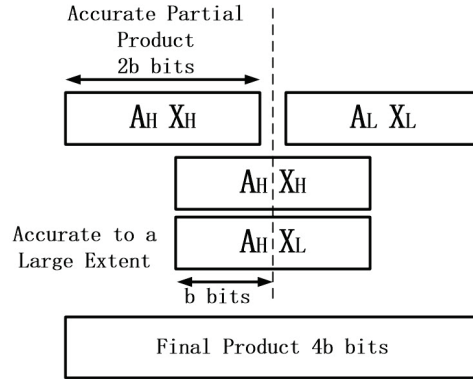 Accurate Partial
Product
2b bits
AH XH
AL XL
AH XH
AH XL
Accurate to a
Large Extent
b bits
Final Product 4b bits